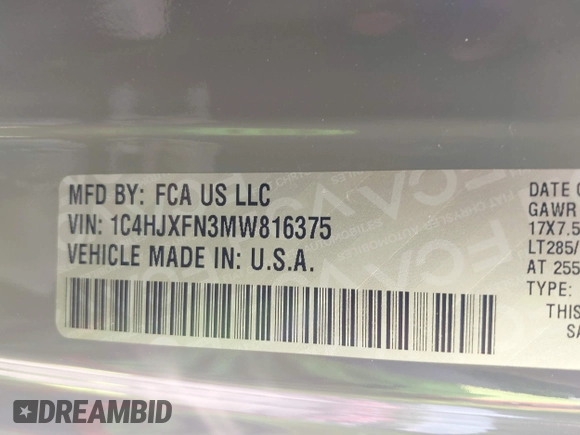 MFD BY: FCA US LLC
VIN: 1C4HJXFN3MW816375
VEHICLE MADE IN: U.S.A.
DATE O
GAWR
17X7.5
LT285/
AT 255
TYPE:
THIS
SA
DREAMBID